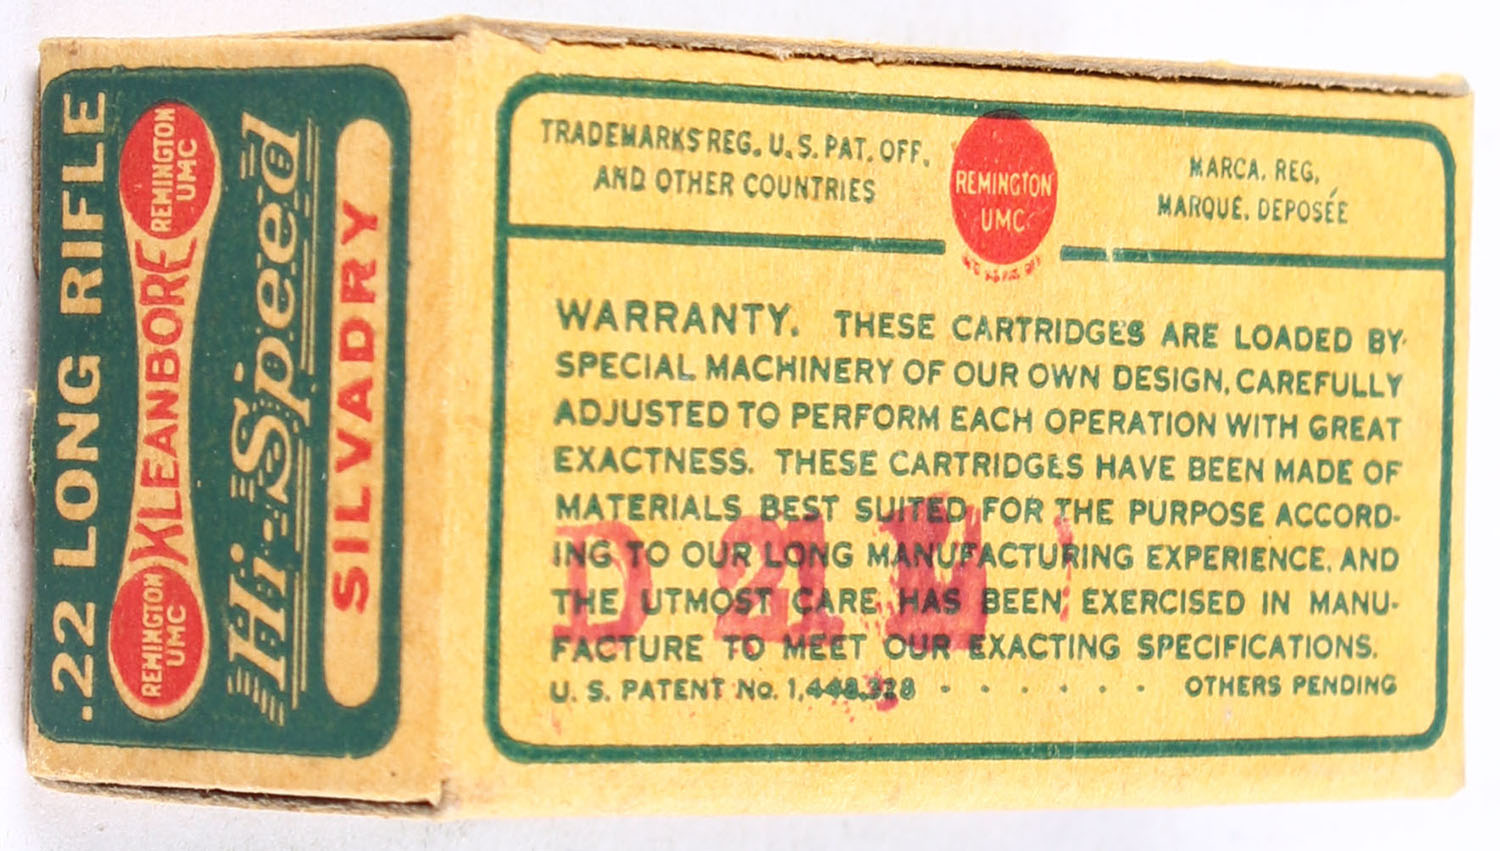 .22 LONG RIFLE
REMINGTON
UMC
KLEANBORE
REMINGTON
UMC
Hi-Speed
SILVADRY
TRADEMARKS REG. U.S. PAT. OFF.
AND OTHER COUNTRIES
REMINGTON
UMC
MARCA. REG.
MARQUE. DEPOSÉE
WARRANTY. THESE CARTRIDGES ARE LOADED BY
SPECIAL MACHINERY OF OUR OWN DESIGN, CAREFULLY
ADJUSTED TO PERFORM EACH OPERATION WITH GREAT
EXACTNESS. THESE CARTRIDGES HAVE BEEN MADE OF
MATERIALS BEST SUITED FOR THE PURPOSE ACCORD-
ING TO OUR LONG MANUFACTURING EXPERIENCE, AND
THE UTMOST CARE HAS BEEN EXERCISED IN MANU-
FACTURE TO MEET OUR EXACTING SPECIFICATIONS.
U. S. PATENT No. 1,448,328 · · · · · · OTHERS PENDING
D 21 L